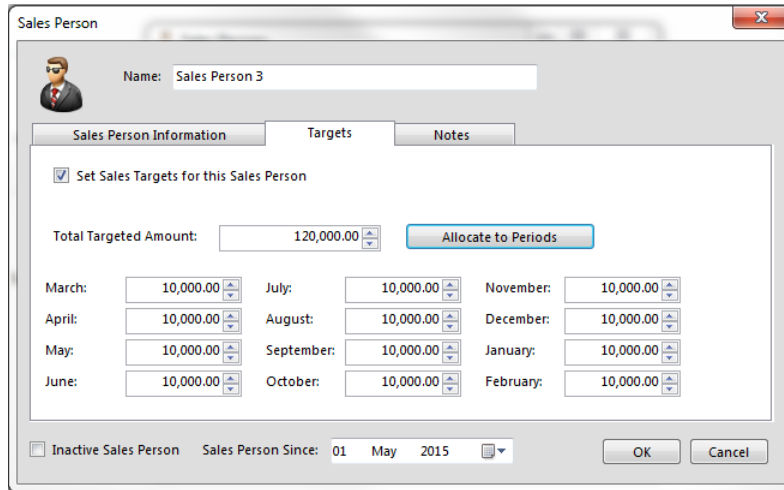 Sales Person
Name: Sales Person 3
Sales Person Information Targets Notes
Set Sales Targets for this Sales Person
Total Targeted Amount: 120,000.00 Allocate to Periods
March: 10,000.00 July: 10,000.00 November: 10,000.00
April: 10,000.00 August: 10,000.00 December: 10,000.00
May: 10,000.00 September: 10,000.00 January: 10,000.00
June: 10,000.00 October: 10,000.00 February: 10,000.00
Inactive Sales Person Sales Person Since: 01 May 2015 OK Cancel